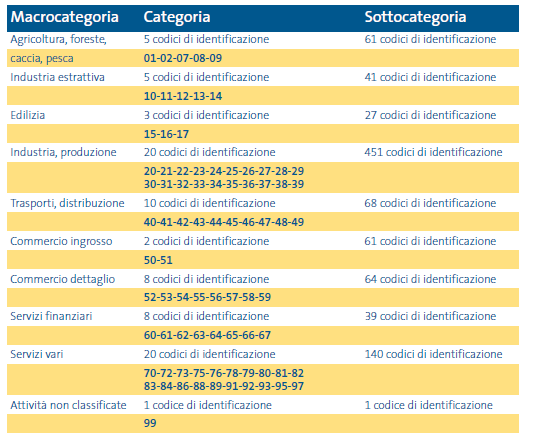 Macrocategoria Categoria Sottocategoria
Agricoltura, foreste, 5 codici di identificazione 61 codici di identificazione
caccia, pesca 01-02-07-08-09
Industria estrattiva 5 codici di identificazione 41 codici di identificazione
10-11-12-13-14
Edilizia 3 codici di identificazione 27 codici di identificazione
15-16-17
Industria, produzione 20 codici di identificazione 451 codici di identificazione
20-21-22-23-24-25-26-27-28-29
30-31-32-33-34-35-36-37-38-39
Trasporti, distribuzione 10 codici di identificazione 68 codici di identificazione
40-41-42-43-44-45-46-47-48-49
Commercio ingrosso 2 codici di identificazione 61 codici di identificazione
50-51
Commercio dettaglio 8 codici di identificazione 64 codici di identificazione
52-53-54-55-56-57-58-59
Servizi finanziari 8 codici di identificazione 39 codici di identificazione
60-61-62-63-64-65-66-67
Servizi vari 20 codici di identificazione 140 codici di identificazione
70-72-73-75-76-78-79-80-81-82
83-84-86-88-89-91-92-93-95-97
Attività non classificate 1 codice di identificazione 1 codice di identificazione
99